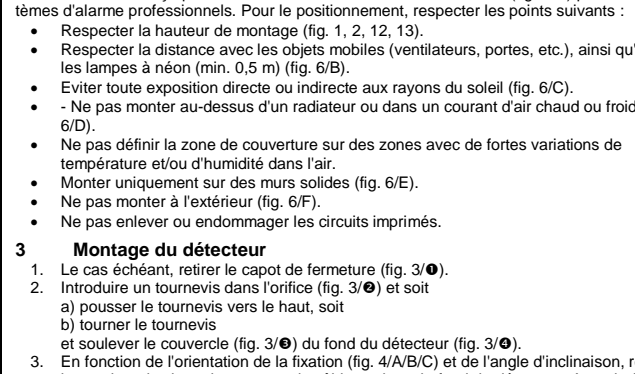 tèmes d'alarme professionnels. Pour le positionnement, respecter les points suivants :
• Respecter la hauteur de montage (fig. 1, 2, 12, 13).
• Respecter la distance avec les objets mobiles (ventilateurs, portes, etc.), ainsi qu'
les lampes à néon (min. 0,5 m) (fig. 6/B).
• Eviter toute exposition directe ou indirecte aux rayons du soleil (fig. 6/C).
• - Ne pas monter au-dessus d'un radiateur ou dans un courant d'air chaud ou froid
6/D).
• Ne pas définir la zone de couverture sur des zones avec de fortes variations de
température et/ou d'humidité dans l'air.
• Monter uniquement sur des murs solides (fig. 6/E).
• Ne pas monter à l'extérieur (fig. 6/F).
• Ne pas enlever ou endommager les circuits imprimés.
3 Montage du détecteur
1. Le cas échéant, retirer le capot de fermeture (fig. 3/❶).
2. Introduire un tournevis dans l'orifice (fig. 3/❷) et soit
a) pousser le tournevis vers le haut, soit
b) tourner le tournevis
et soulever le couvercle (fig. 3/❸) du fond du détecteur (fig. 3/❹).
3. En fonction de l'orientation de la fixation (fig. 4/A/B/C) et de l'angle d'inclinaison, r